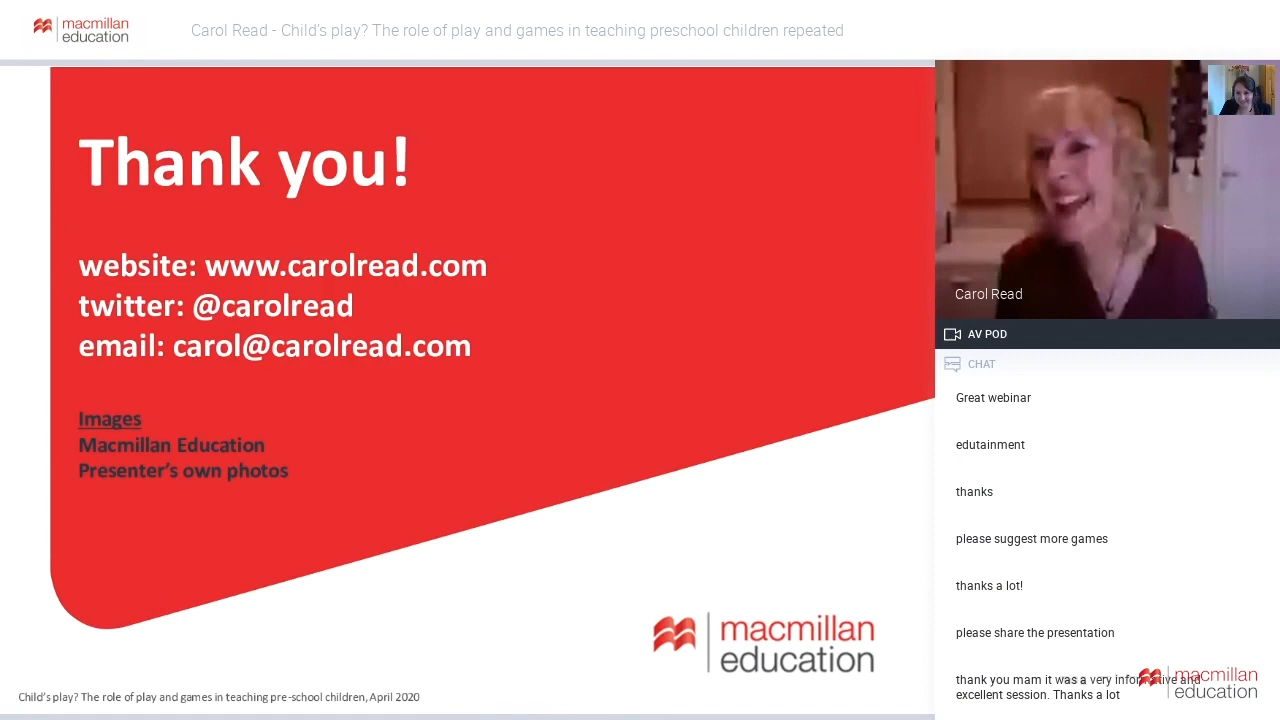 macmillan
education
Carol Read - Child's play? The role of play and games in teaching preschool children repeated
Thank you!
website: www.carolread.com
twitter: @carolread
email: carol@carolread.com
Images
Macmillan Education
Presenter's own photos
macmillan
education
Child's play? The role of play and games in teaching pre-school children, April 2020
Carol Read
AV POD
CHAT
Great webinar
edutainment
thanks
please suggest more games
thanks a lot!
please share the presentation
thank you mam it was a very informative and
excellent session. Thanks a lot
macmillan
education